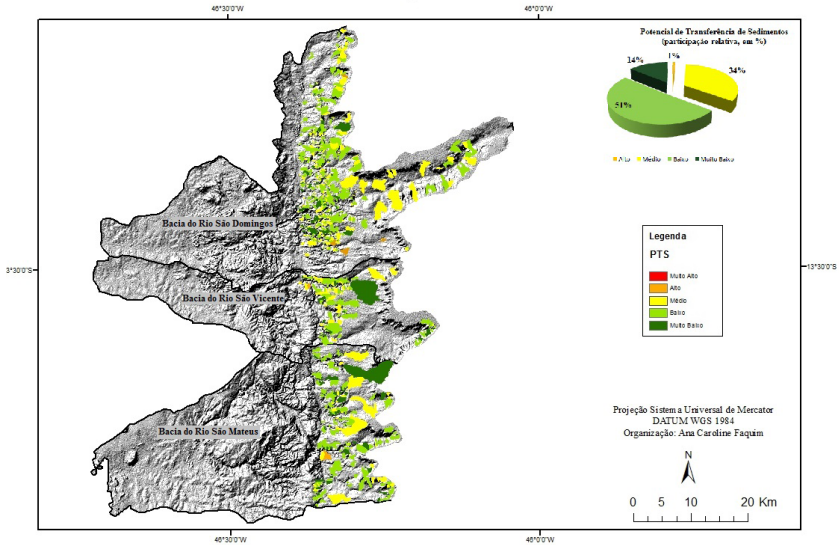 46°30'0"W
46°0'0"W
Potencial de Transferência de Sedimentos
(participação relativa, em %)
1%
14%
34%
51%
Alto Médio Baixo Muito Baixo
Bacia do Rio São Domingos
Legenda
PTS
Muito Alto
Alto
Médio
Baixo
Muito Baixo
3°30'0"S
13°30'0"S
Bacia do Rio São Vicente
Bacia do Rio São Mateus
Projeção Sistema Universal de Mercator
DATUM WGS 1984
Organização: Ana Caroline Faquim
N
0 5 10 20 Km
46°30'0"W
46°0'0"W